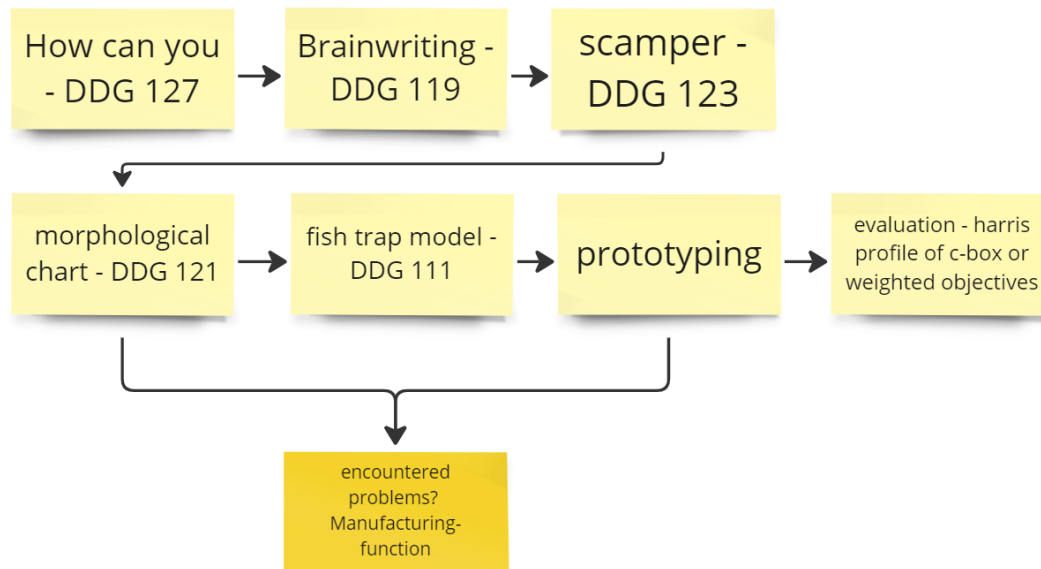 How can you
- DDG 127
Brainwriting -
DDG 119
scamper -
DDG 123
morphological
chart - DDG 121
fish trap model -
DDG 111
prototyping
evaluation - harris
profile of c-box or
weighted objectives
encountered
problems?
Manufacturing-
function